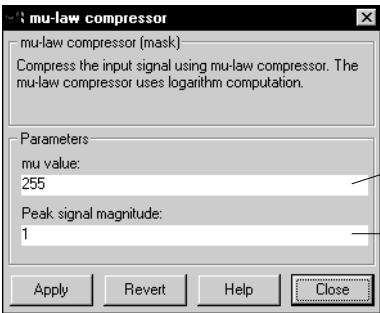 mu-law compressor
mu-law compressor (mask)
Compress the input signal using mu-law compressor. The
mu-law compressor uses logarithm computation.
Parameters
mu value:
255
Peak signal magnitude:
1
Apply Revert Help Close